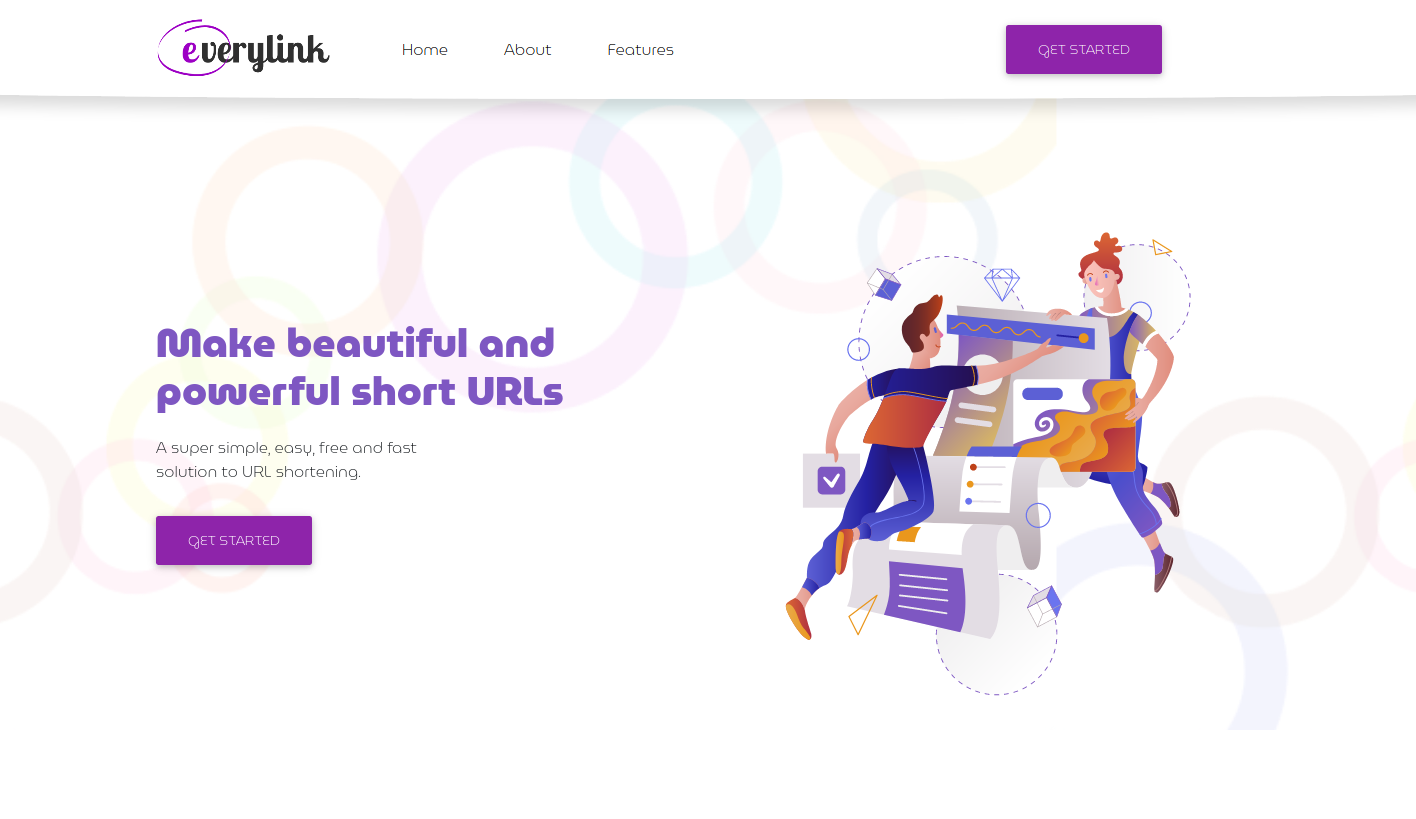 everylink
Home
About
Features
GET STARTED
Make beautiful and
powerful short URLs
A super simple, easy, free and fast
solution to URL shortening.
GET STARTED